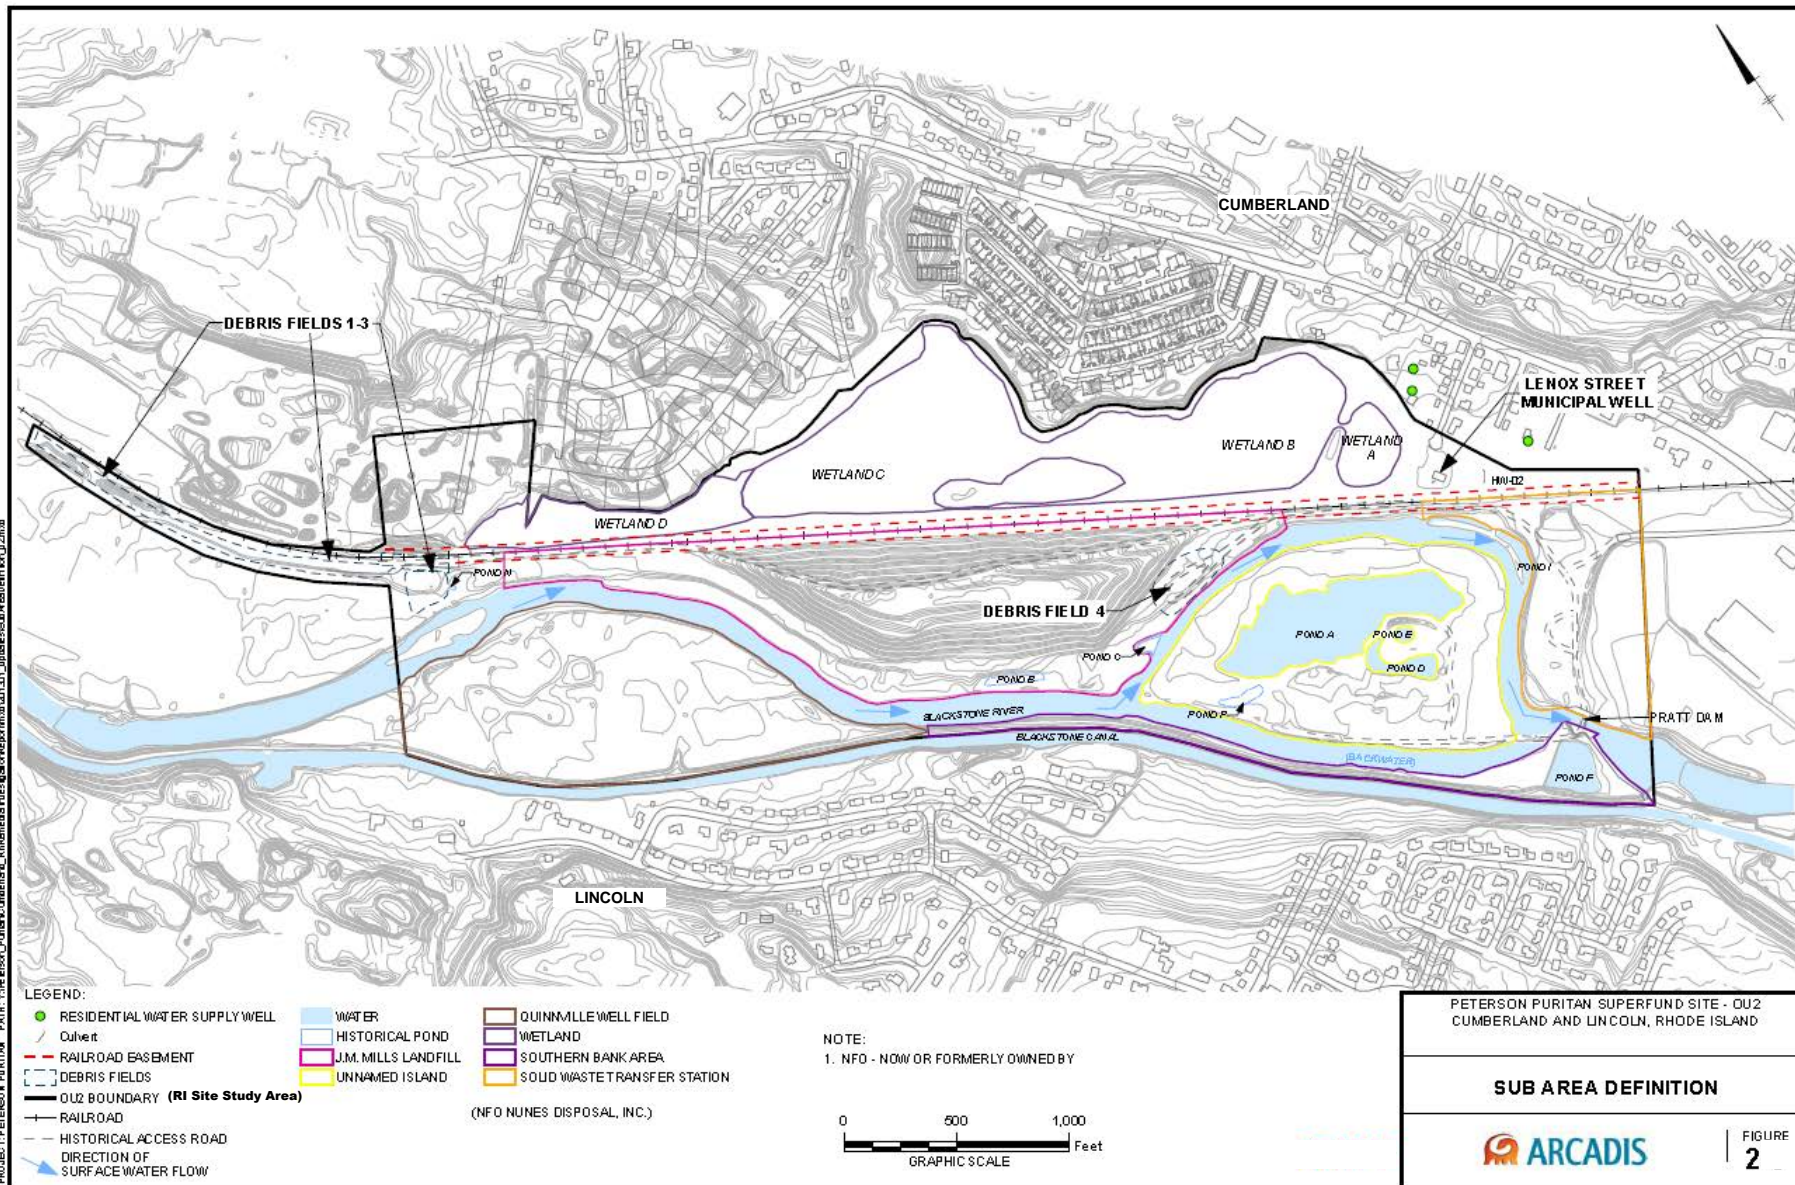 CUMBERLAND
DEBRIS FIELDS 1-3
LENOX STREET
MUNICIPAL WELL
WETLAND B
WETLAND
A
WETLAND C
HW-02
WETLAND D
POND N
POND I
DEBRIS FIELD 4
POND A
POND E
POND C
POND D
POND B
BLACKSTONE RIVER
PRATT DAM
BLACKSTONE CANAL
(BACKWATER)
POND F
LINCOLN
LEGEND:
RESIDENTIAL WATER SUPPLY WELL
Culvert
RAILROAD EASEMENT
DEBRIS FIELDS
OU2 BOUNDARY (RI Site Study Area)
RAILROAD
HISTORICAL ACCESS ROAD
DIRECTION OF
SURFACE WATER FLOW
WATER
HISTORICAL POND
J.M. MILLS LANDFILL
UNNAMED ISLAND
QUINNVILLE WELL FIELD
WETLAND
SOUTHERN BANK AREA
SOLID WASTE TRANSFER STATION
(NFO NUNES DISPOSAL, INC.)
NOTE:
1. NFO - NOW OR FORMERLY OWNED BY
0 500 1,000
Feet
GRAPHIC SCALE
PETERSON PURITAN SUPERFUND SITE - OU2
CUMBERLAND AND LINCOLN, RHODE ISLAND
SUB AREA DEFINITION
ARCADIS
FIGURE
2